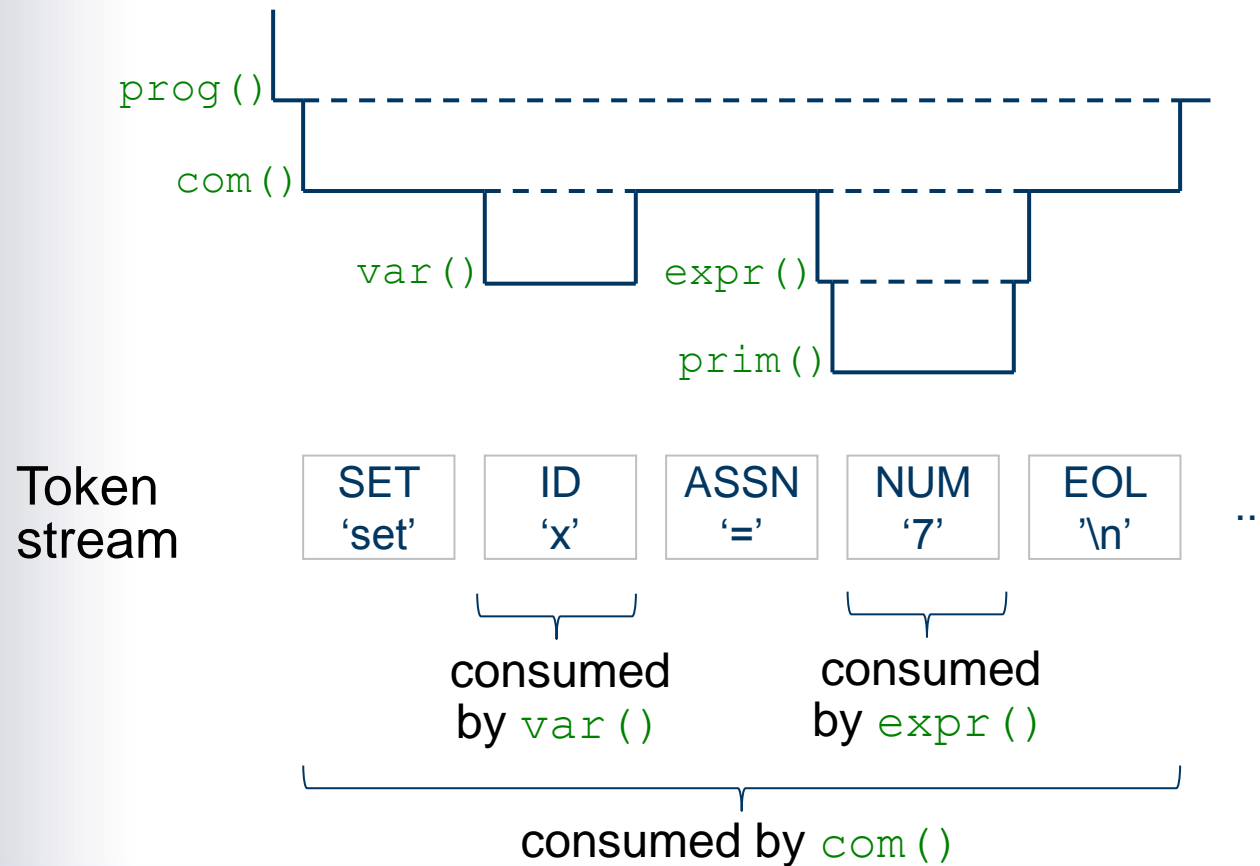 prog()
com()
var() expr()
prim()
Token
stream
SET ID ASSN NUM EOL
‘set’ ‘x’ ‘=’ ‘7’ ’\n’ ..
consumed consumed
by var() by expr()
consumed by com()